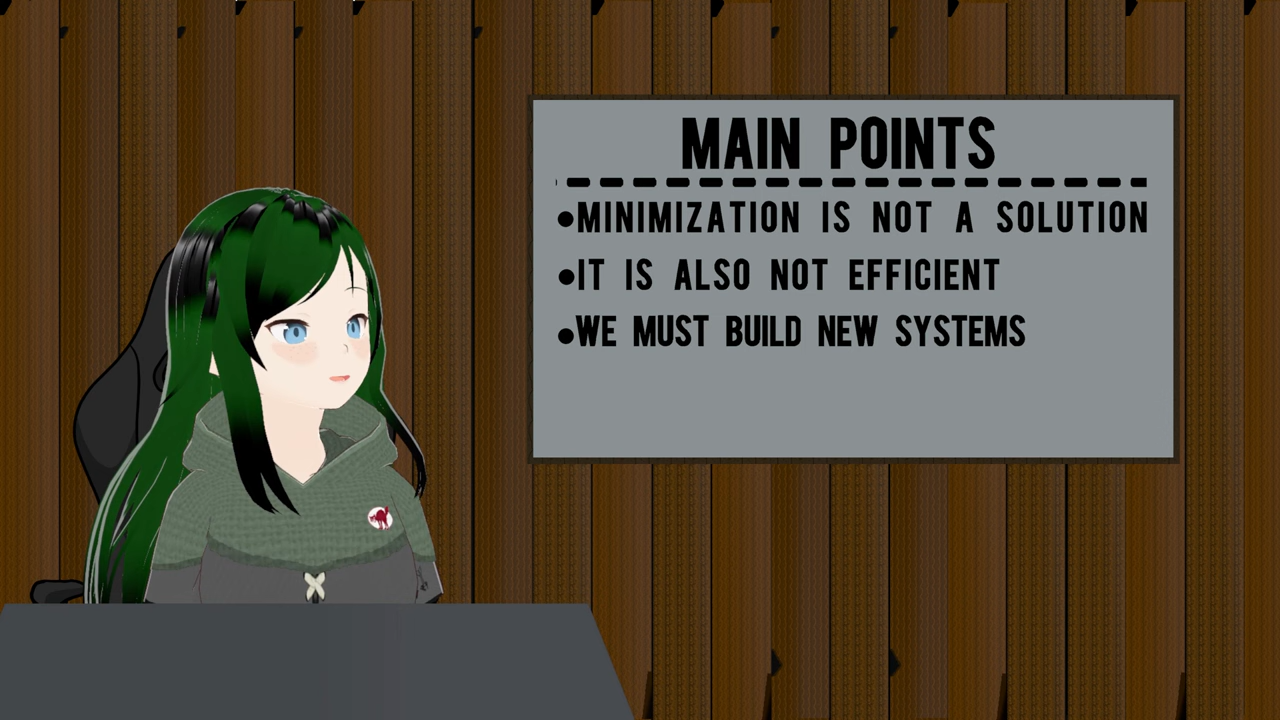 MAIN POINTS
•MINIMIZATION IS NOT A SOLUTION
•IT IS ALSO NOT EFFICIENT
•WE MUST BUILD NEW SYSTEMS